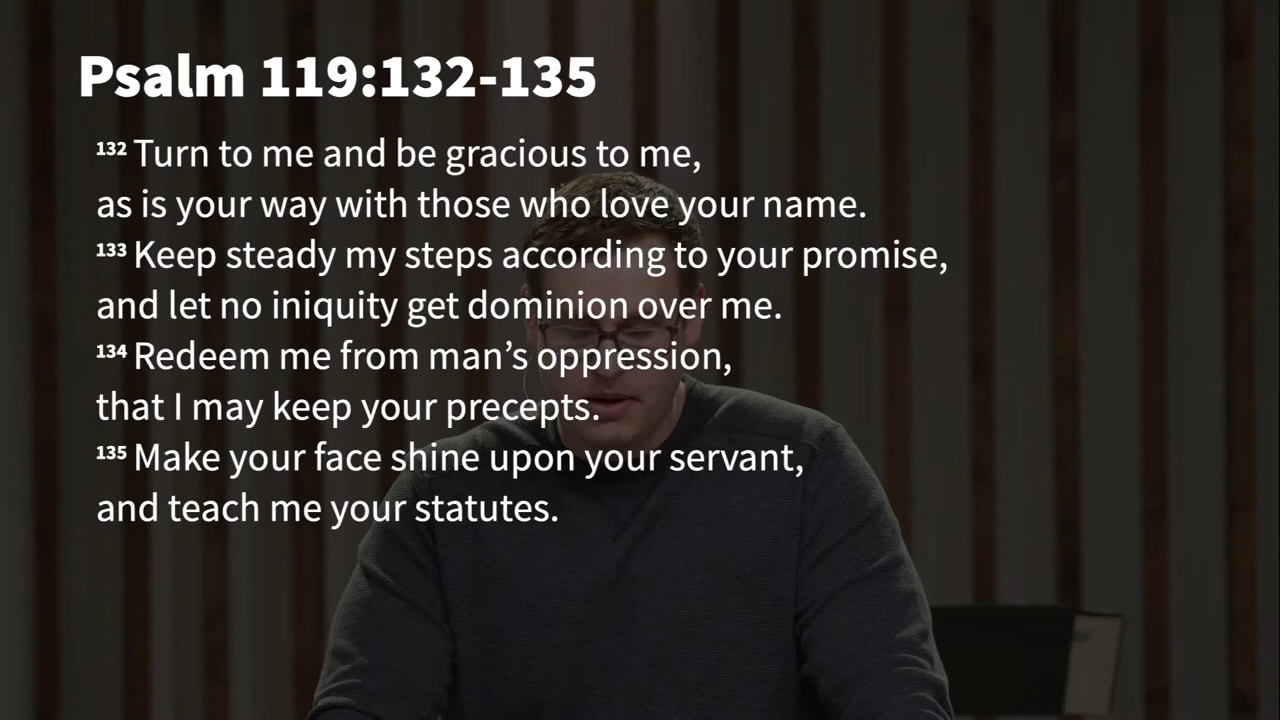 Psalm 119:132-135
132 Turn to me and be gracious to me,
as is your way with those who love your name.
133 Keep steady my steps according to your promise,
and let no iniquity get dominion over me.
134 Redeem me from man’s oppression,
that I may keep your precepts.
135 Make your face shine upon your servant,
and teach me your statutes.